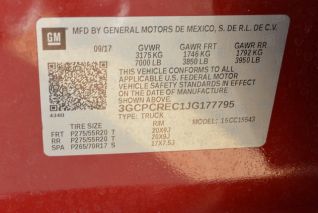 GM
MFD BY GENERAL MOTORS DE MEXICO, S. DE R.L. DE C.V.
09/17 GVWR GAWR FRT GAWR RR
3175 KG 1746 KG 1792 KG
7000 LB 3850 LB 3950 LB
THIS VEHICLE CONFORMS TO ALL APPLICABLE
U.S. FEDERAL MOTOR VEHICLE SAFETY
STANDARDS IN EFFECT ON THE DATE OF
MANUFACTURE SHOWN ABOVE.
3GCPCREC1JG177795
TYPE: TRUCK
TIRE SIZE RIM
FRT P275/55R20 T 20X9J
RR P275/55R20 T 20X9J
SPA P265/70R17 S 17X7.5J